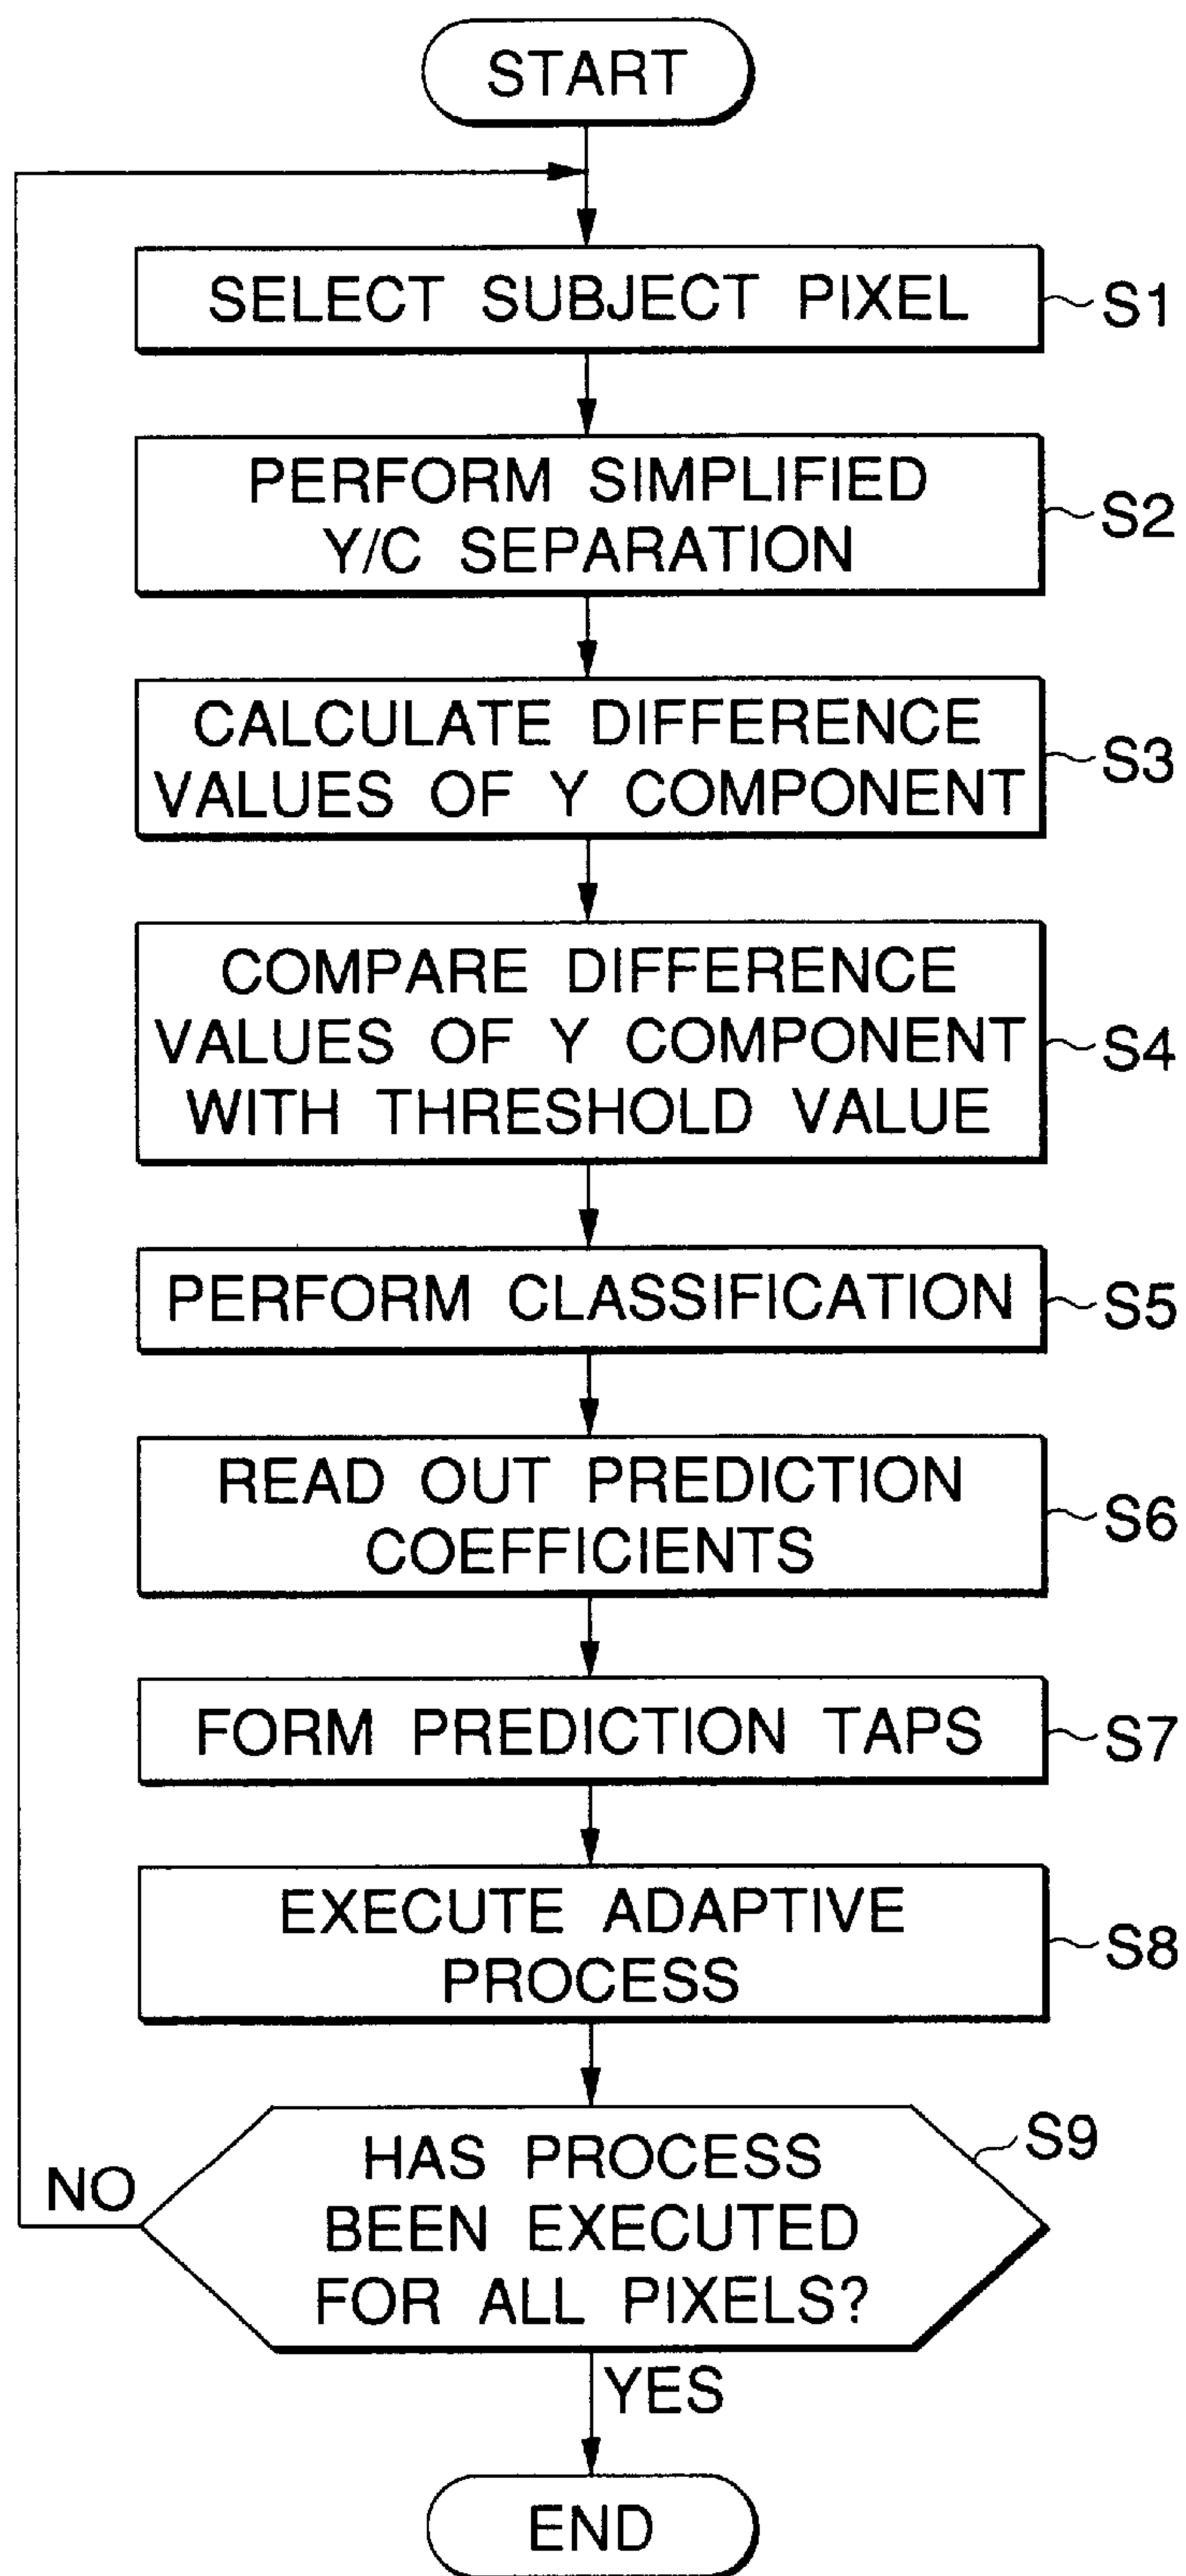 START
SELECT SUBJECT PIXEL
S1
PERFORM SIMPLIFIED
Y/C SEPARATION
S2
CALCULATE DIFFERENCE
VALUES OF Y COMPONENT
S3
COMPARE DIFFERENCE
VALUES OF Y COMPONENT
WITH THRESHOLD VALUE
S4
PERFORM CLASSIFICATION
S5
READ OUT PREDICTION
COEFFICIENTS
S6
FORM PREDICTION TAPS
S7
EXECUTE ADAPTIVE
PROCESS
S8
HAS PROCESS
BEEN EXECUTED
FOR ALL PIXELS?
S9
NO
YES
END